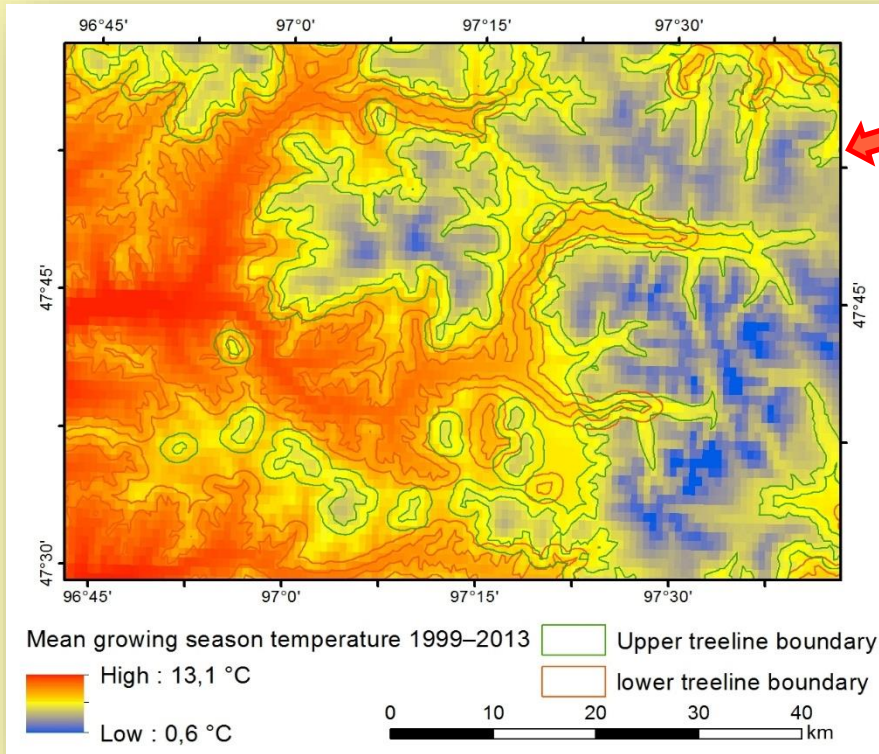 96°45' 97°0' 97°15' 97°30'
47°45' 47°45'
47°30'
96°45' 97°0' 97°15' 97°30'
Mean growing season temperature 1999–2013
High : 13,1 °C
Low : 0,6 °C
Upper treeline boundary
lower treeline boundary
0 10 20 30 40
km